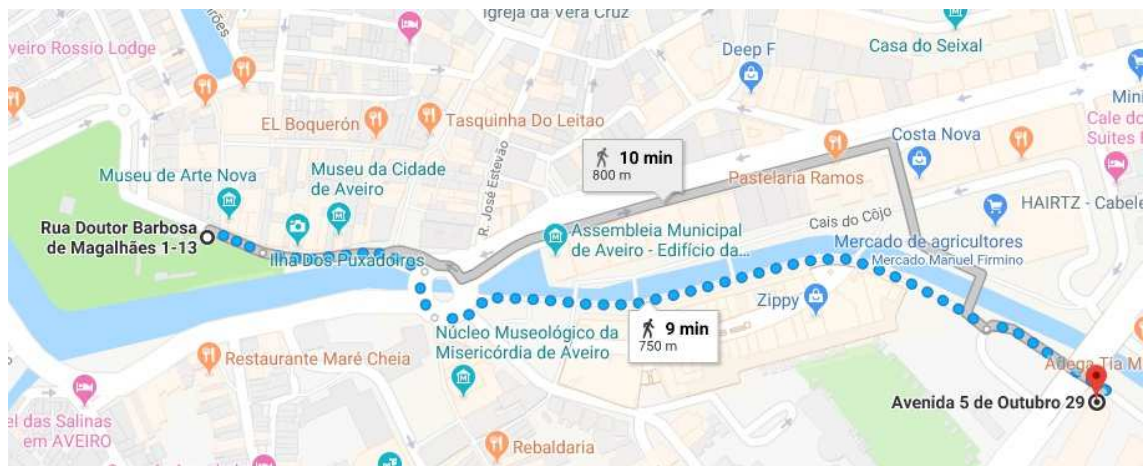 Igreja da Vera Cruz
Casa do Seixal
Deep F
Aveiro Rossio Lodge
EL Boquerón
Tasquinha Do Leitao
Costa Nova
Mini
Cale do
Suites
10 min
800 m
Pastelaria Ramos
R. José Estevão
Museu de Arte Nova
Museu da Cidade
de Aveiro
Rua Doutor Barbosa
de Magalhães 1-13
Ilha Dos Puxadoiros
Assembleia Municipal
de Aveiro - Edifício da...
Cais do Côjo
HAIRTZ - Cabele
Mercado de agricultores
Mercado Manuel Firmino
Zippy
9 min
750 m
Núcleo Museológico da
Misericórdia de Aveiro
Restaurante Maré Cheia
Adega Tia M
Avenida 5 de Outubro 29
el das Salinas
em AVEIRO
Rebaldaria